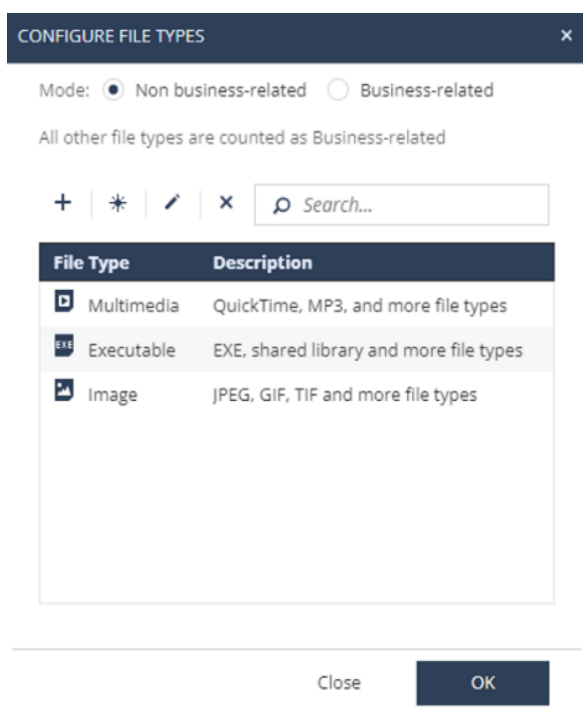 CONFIGURE FILE TYPES
Mode: Non business-related Business-related
All other file types are counted as Business-related
Search...
File Type Description
Multimedia QuickTime, MP3, and more file types
EXE Executable EXE, shared library and more file types
Image JPEG, GIF, TIF and more file types
Close OK